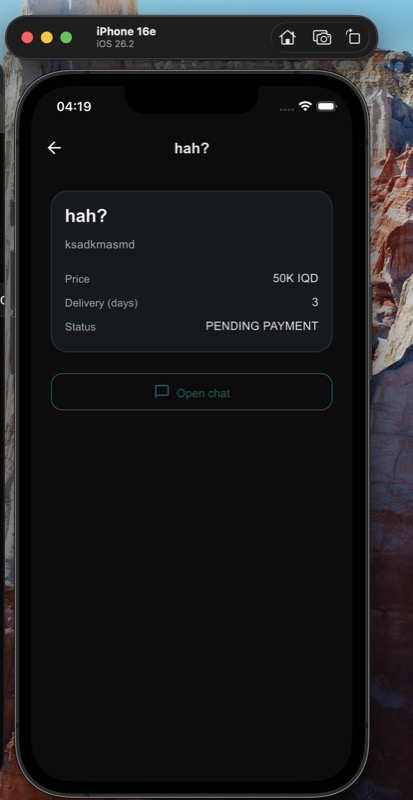 iPhone 16e
iOS 26.2
04:19
hah?
hah?
ksadkmasmd
Price 50K IQD
Delivery (days) 3
Status PENDING PAYMENT
Open chat